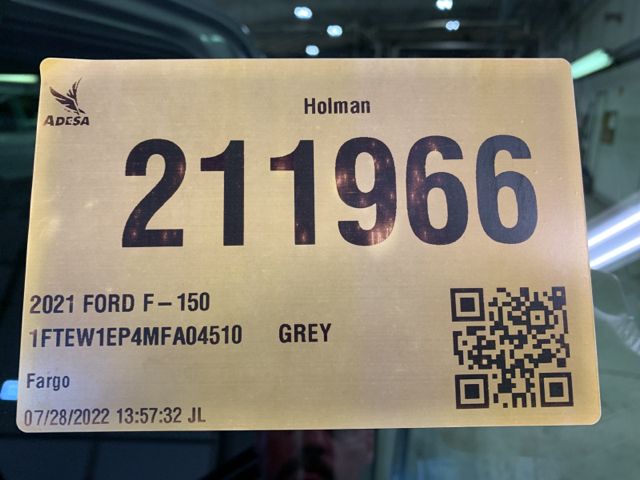 ADESA
Holman
211966
2021 FORD F-150
1FTEW1EP4MFA04510 GREY
Fargo
07/28/2022 13:57:32 JL